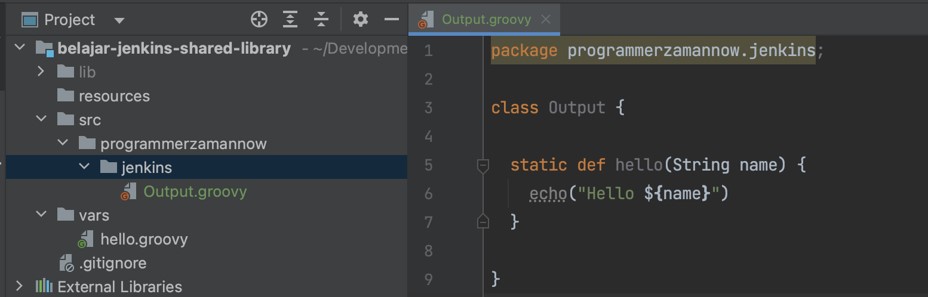 Project
belajar-jenkins-shared-library - ~/Developme
lib
resources
src
programmerzamannow
jenkins
Output.groovy
vars
hello.groovy
.gitignore
External Libraries
Output.groovy
1 package programmerzamannow.jenkins;
2
3 class Output {
4
5 static def hello(String name) {
6 echo("Hello ${name}")
7 }
8
9 }